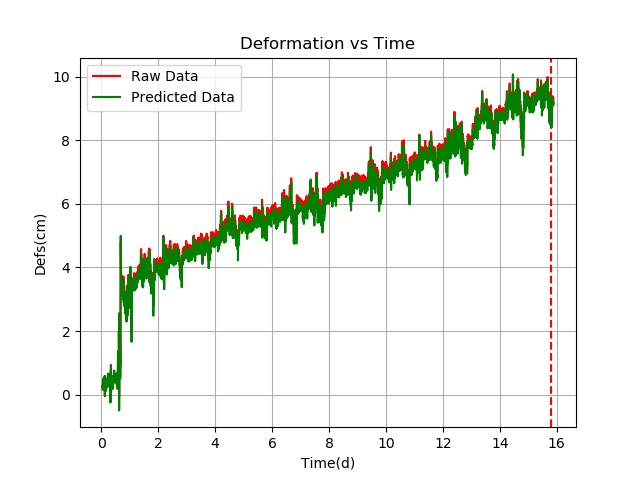 Deformation vs Time
Raw Data
Predicted Data
10
8
6
4
2
0
Defs(cm)
0 2 4 6 8 10 12 14 16
Time(d)